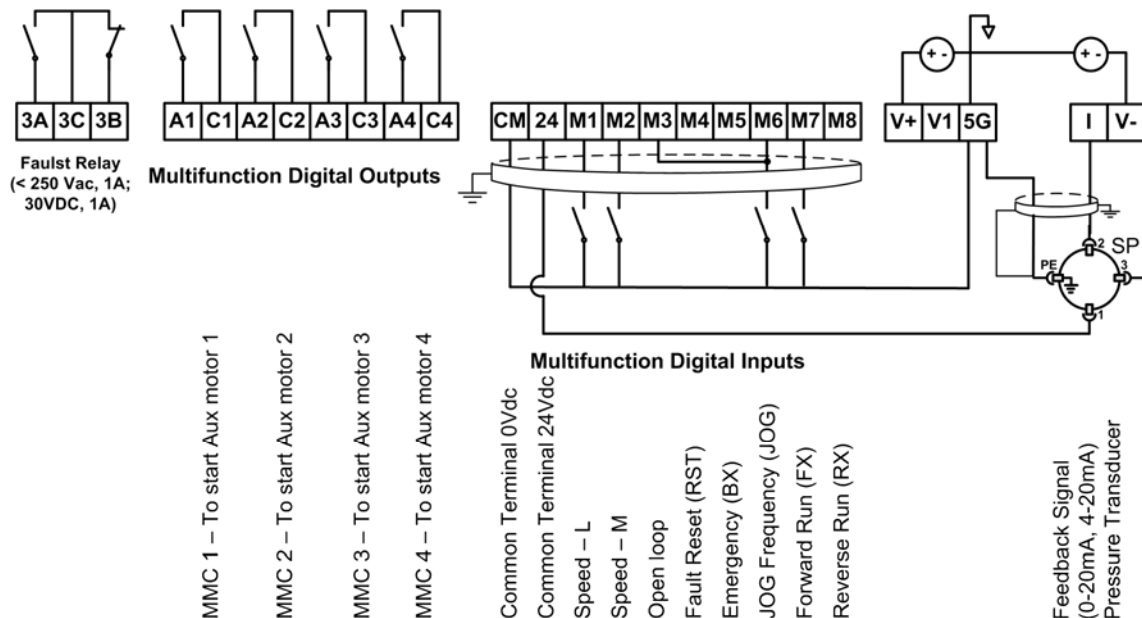 3A 3C 3B
A1 C1 A2 C2 A3 C3 A4 C4
CM 24 M1 M2 M3 M4 M5 M6 M7 M8
V+ V1 5G
I V-
+ -
+ -
Faulst Relay
(< 250 Vac, 1A;
30VDC, 1A)
Multifunction Digital Outputs
2
SP
PE
3
1
Multifunction Digital Inputs
MMC 1 – To start Aux motor 1
MMC 2 – To start Aux motor 2
MMC 3 – To start Aux motor 3
MMC 4 – To start Aux motor 4
Common Terminal 0Vdc
Common Terminal 24Vdc
Speed – L
Speed – M
Open loop
Fault Reset (RST)
Emergency (BX)
JOG Frequency (JOG)
Forward Run (FX)
Reverse Run (RX)
Feedback Signal
(0-20mA, 4-20mA)
Pressure Transducer